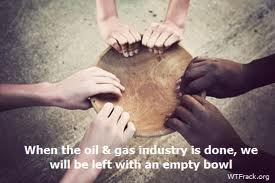 When the oil & gas industry is done, we
will be left with an empty bowl
WTFrack.org